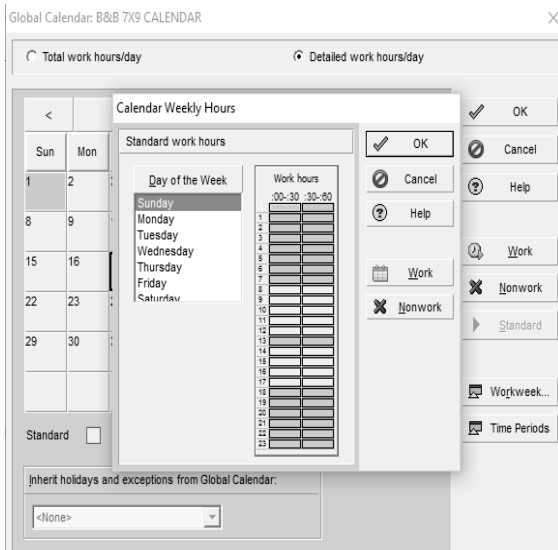 Global Calendar: B&B 7X9 CALENDAR
Total work hours/day
Detailed work hours/day
<
Sun Mon
1 2
8 9
15 16
22 23
29 30
Standard
Inherit holidays and exceptions from Global Calendar:
<None>
Calendar Weekly Hours
Standard work hours
Day of the Week
Sunday
Monday
Tuesday
Wednesday
Thursday
Friday
Saturday
Work hours
:00-:30 :30-:60
1
2
3
4
5
6
7
8
9
10
11
12
13
14
15
16
17
18
19
20
21
22
23
OK
Cancel
Help
Work
Nonwork
OK
Cancel
Help
Work
Nonwork
Standard
Workweek...
Time Periods